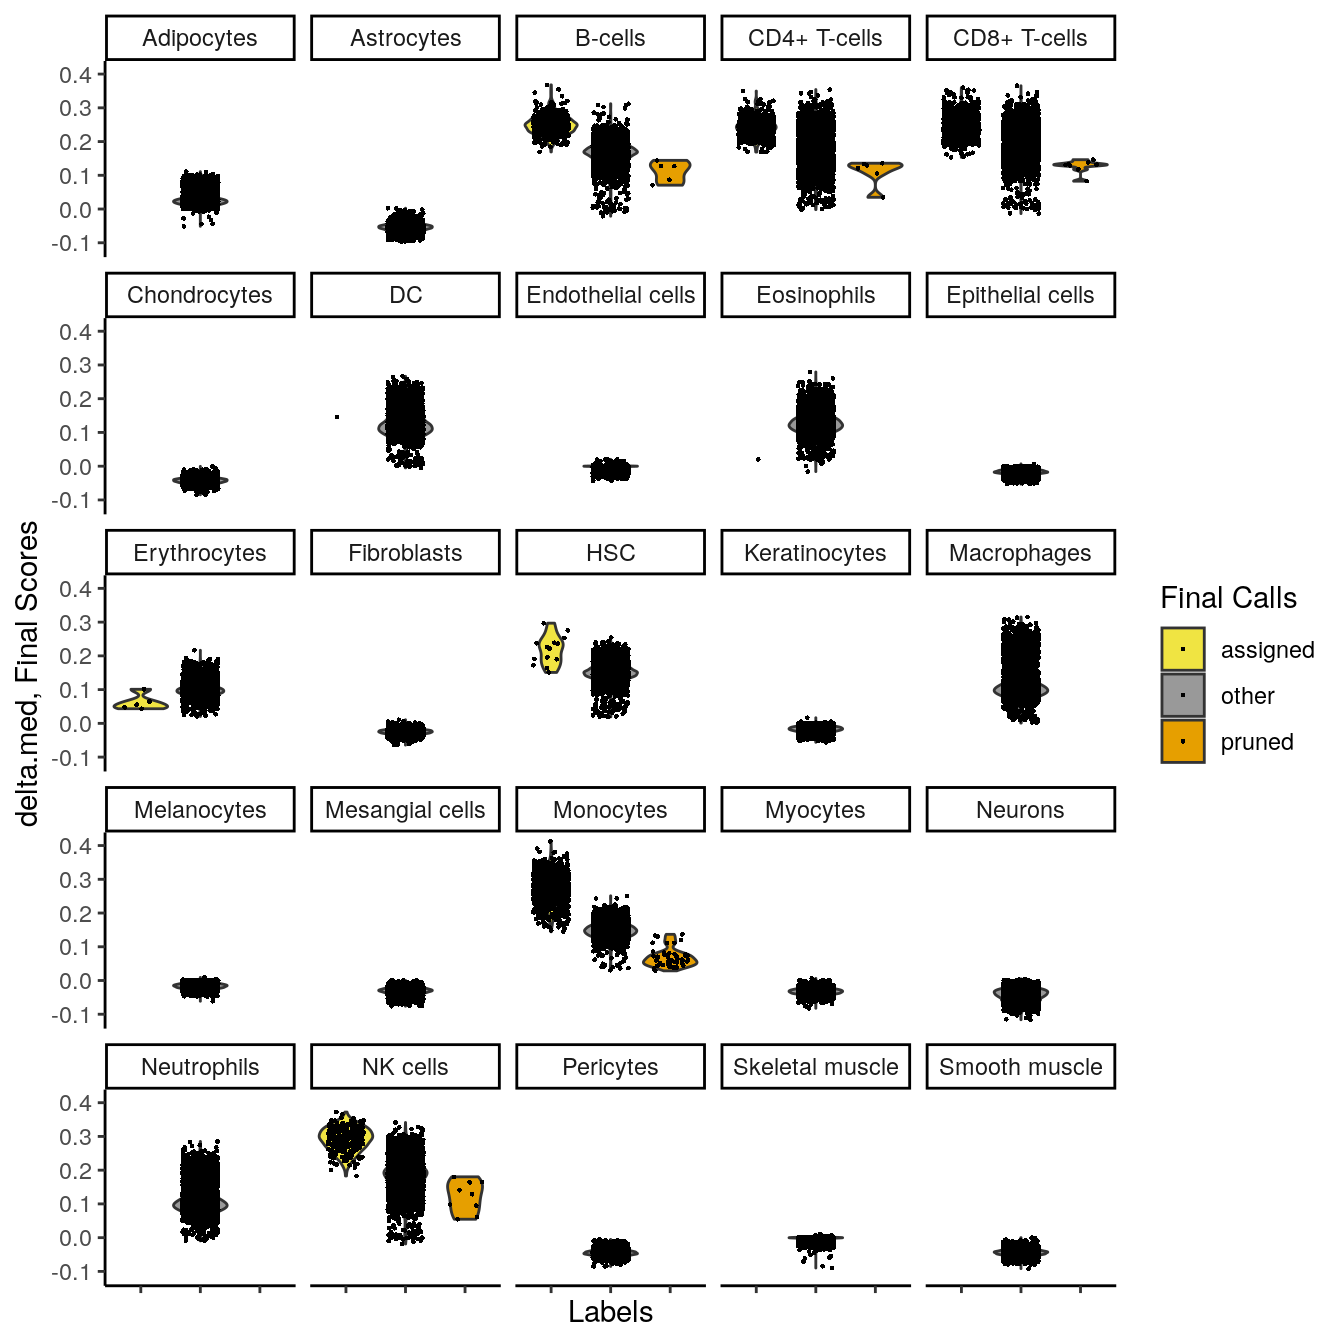 Adipocytes Astrocytes B-cells CD4+ T-cells CD8+ T-cells
0.4
0.3
0.2
0.1
0.0
-0.1
Chondrocytes DC Endothelial cells Eosinophils Epithelial cells
0.4
0.3
0.2
0.1
0.0
-0.1
Erythrocytes Fibroblasts HSC Keratinocytes Macrophages
0.4
0.3
0.2
0.1
0.0
-0.1
Melanocytes Mesangial cells Monocytes Myocytes Neurons
0.4
0.3
0.2
0.1
0.0
-0.1
Neutrophils NK cells Pericytes Skeletal muscle Smooth muscle
0.4
0.3
0.2
0.1
0.0
-0.1
delta.med, Final Scores
Labels
Final Calls
assigned
other
pruned